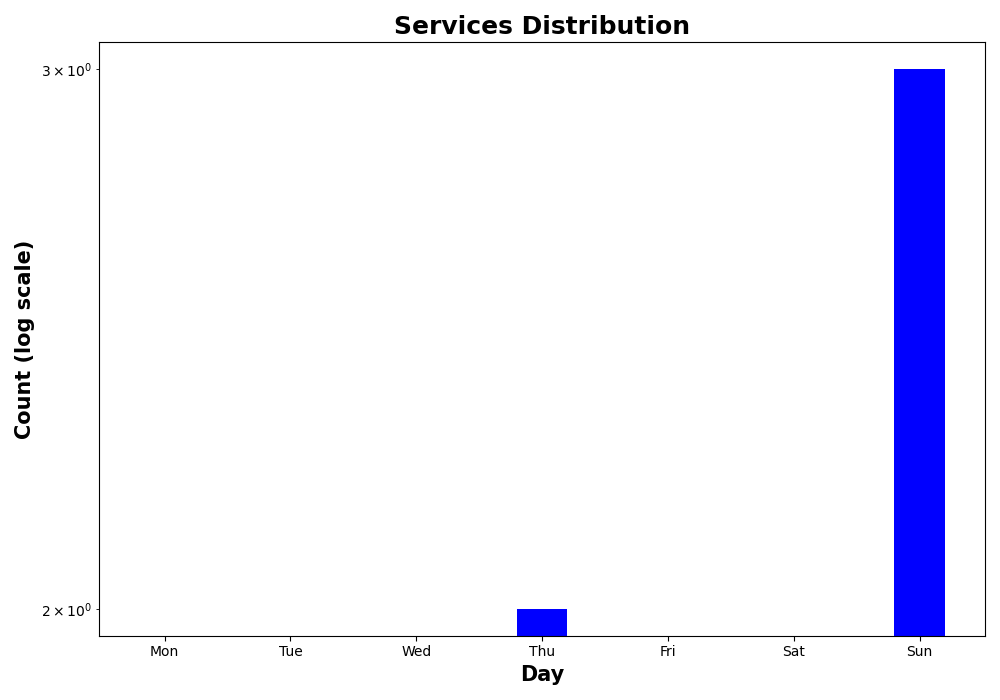 Services Distribution
3 × 10⁰
2 × 10⁰
Count (log scale)
Mon Tue Wed Thu Fri Sat Sun
Day